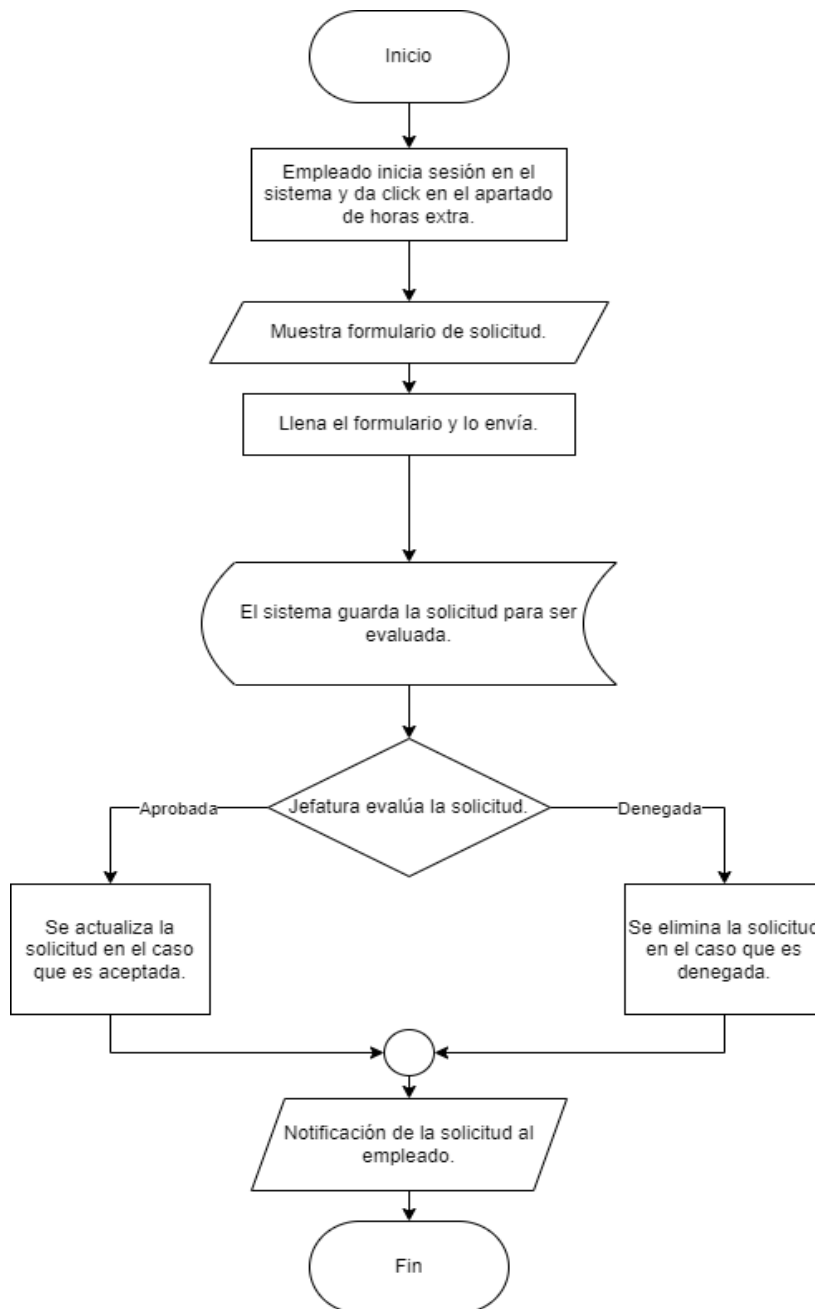 Inicio
Empleado inicia sesión en el
sistema y da click en el apartado
de horas extra.
Muestra formulario de solicitud.
Llena el formulario y lo envía.
El sistema guarda la solicitud para ser
evaluada.
Jefatura evalúa la solicitud.
Aprobada
Denegada
Se actualiza la
solicitud en el caso
que es aceptada.
Se elimina la solicitud
en el caso que es
denegada.
Notificación de la solicitud al
empleado.
Fin